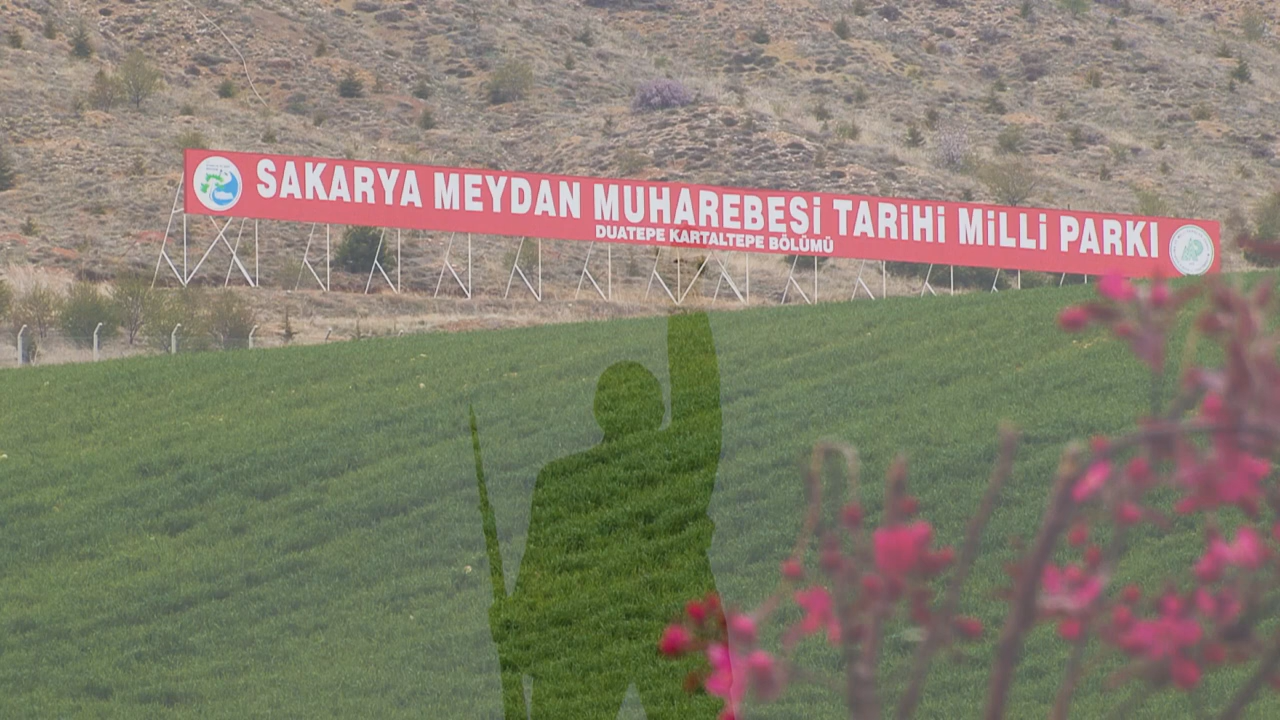 SAKARYA MEYDAN MUHAREBESİ TARİHİ MİLLİ PARKI
DUATEPE KARTALTEPE BÖLÜMÜ